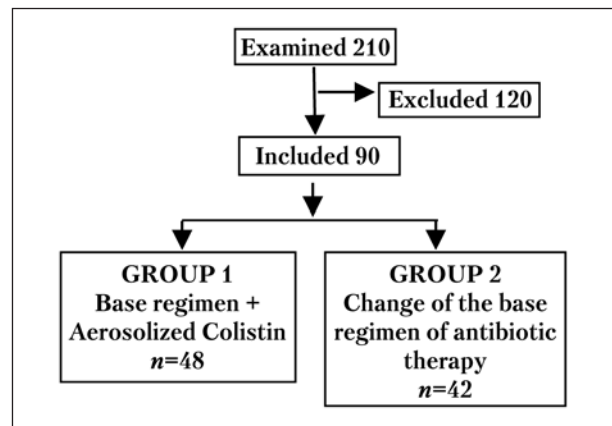 Examined 210
Excluded 120
Included 90
GROUP 1
Base regimen +
Aerosolized Colistin
n=48
GROUP 2
Change of the base
regimen of antibiotic
therapy
n=42